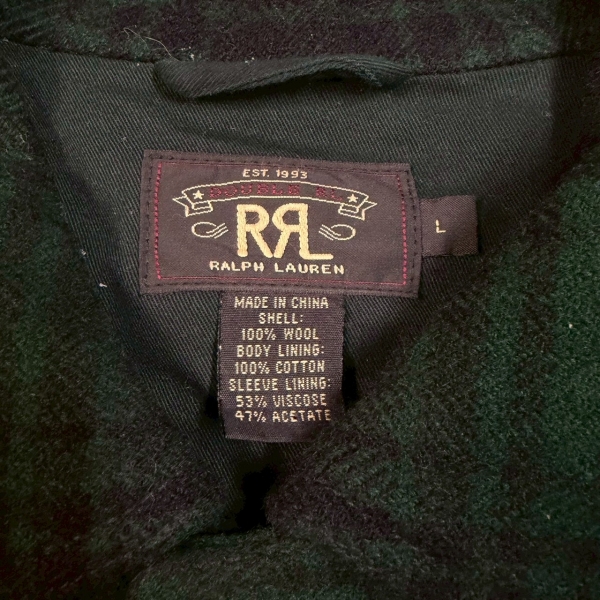 EST. 1993
DOUBLE RL
RRL
RALPH LAUREN
L
MADE IN CHINA
SHELL:
100% WOOL
BODY LINING:
100% COTTON
SLEEVE LINING:
53% VISCOSE
47% ACETATE